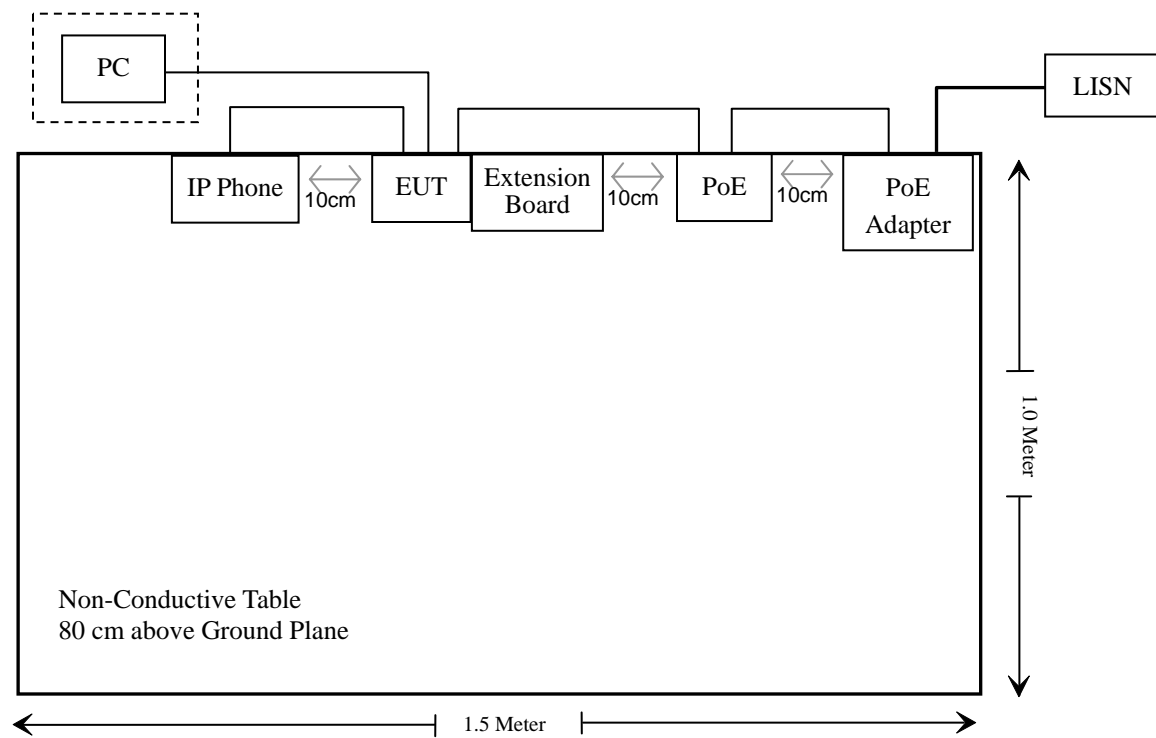 PC
LISN
IP Phone
10cm
EUT
Extension
Board
10cm
PoE
10cm
PoE
Adapter
1.0 Meter
Non-Conductive Table
80 cm above Ground Plane
1.5 Meter